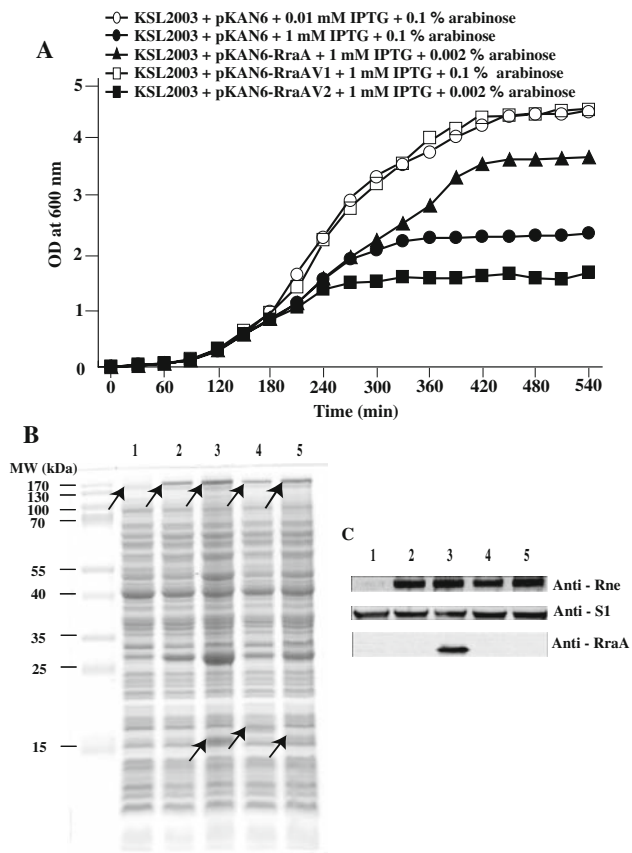 A
KSL2003 + pKAN6 + 0.01 mM IPTG + 0.1 % arabinose
KSL2003 + pKAN6 + 1 mM IPTG + 0.1 % arabinose
KSL2003 + pKAN6-RraA + 1 mM IPTG + 0.002 % arabinose
KSL2003 + pKAN6-RraAV1 + 1 mM IPTG + 0.1 % arabinose
KSL2003 + pKAN6-RraAV2 + 1 mM IPTG + 0.002 % arabinose
OD at 600 nm
5
4
3
2
1
0
0 60 120 180 240 300 360 420 480 540
Time (min)
B
1 2 3 4 5
MW (kDa)
170
130
100
70
55
40
35
25
15
C
1 2 3 4 5
Anti - Rne
Anti - S1
Anti - RraA